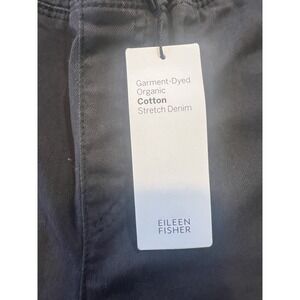 Garment-Dyed
Organic
Cotton
Stretch Denim
EILEEN
FISHER